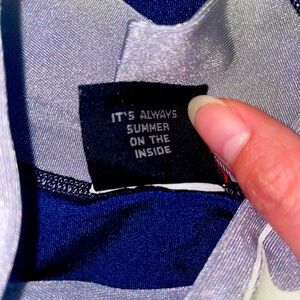 IT'S ALWAYS
SUMMER
ON THE
INSIDE